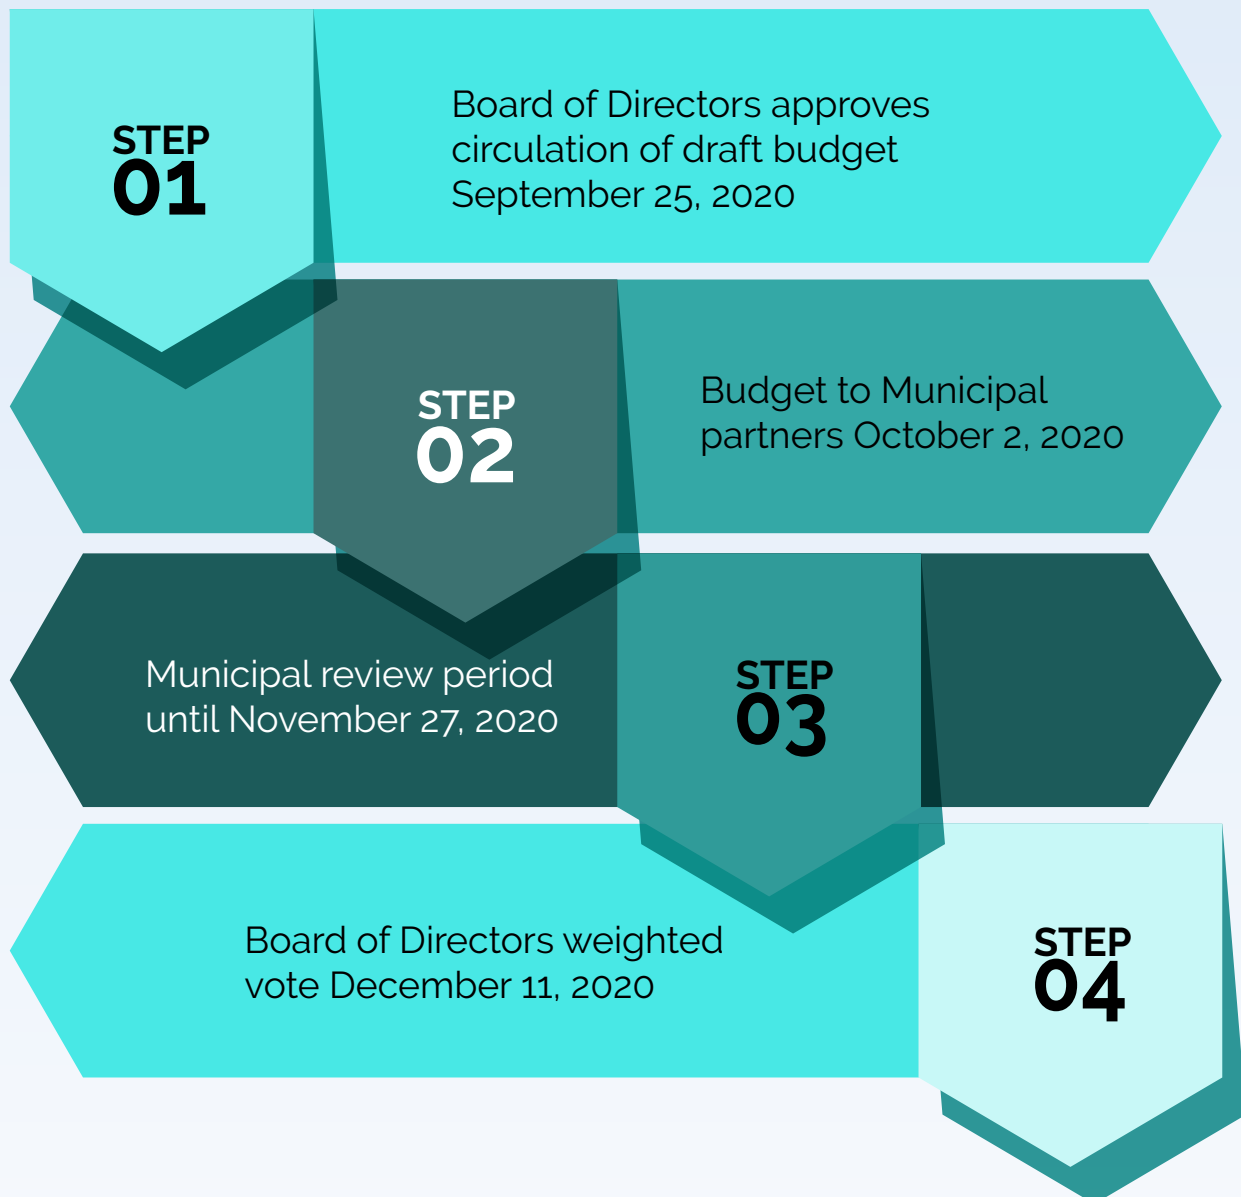 STEP
01
Board of Directors approves
circulation of draft budget
September 25, 2020
STEP
02
Budget to Municipal
partners October 2, 2020
Municipal review period
until November 27, 2020
STEP
03
Board of Directors weighted
vote December 11, 2020
STEP
04